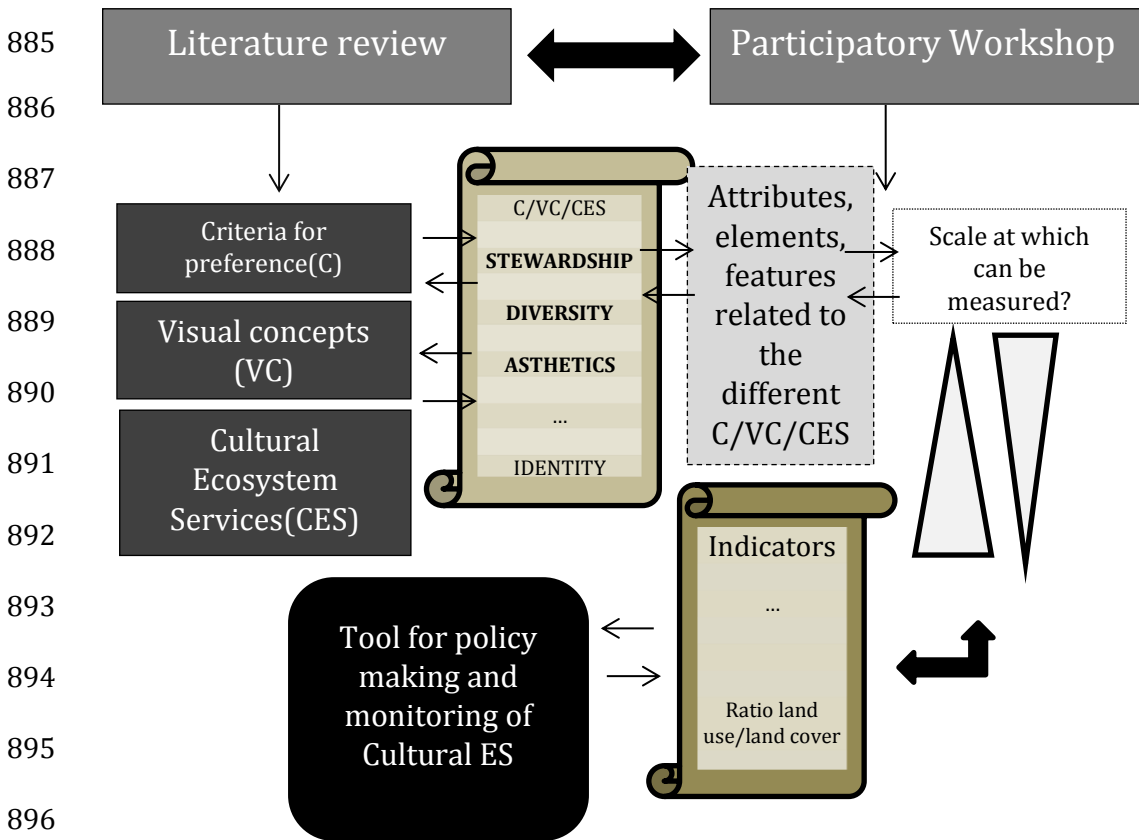 885
886
887
888
889
890
891
892
893
894
895
896
Literature review
Participatory Workshop
Criteria for
preference(C)
Visual concepts
(VC)
Cultural
Ecosystem
Services(CES)
C/VC/CES
STEWARDSHIP
DIVERSITY
ASTHETICS
...
IDENTITY
Attributes,
elements,
features
related to
the
different
C/VC/CES
Scale at which
can be
measured?
Indicators
...
Ratio land
use/land cover
Tool for policy
making and
monitoring of
Cultural ES